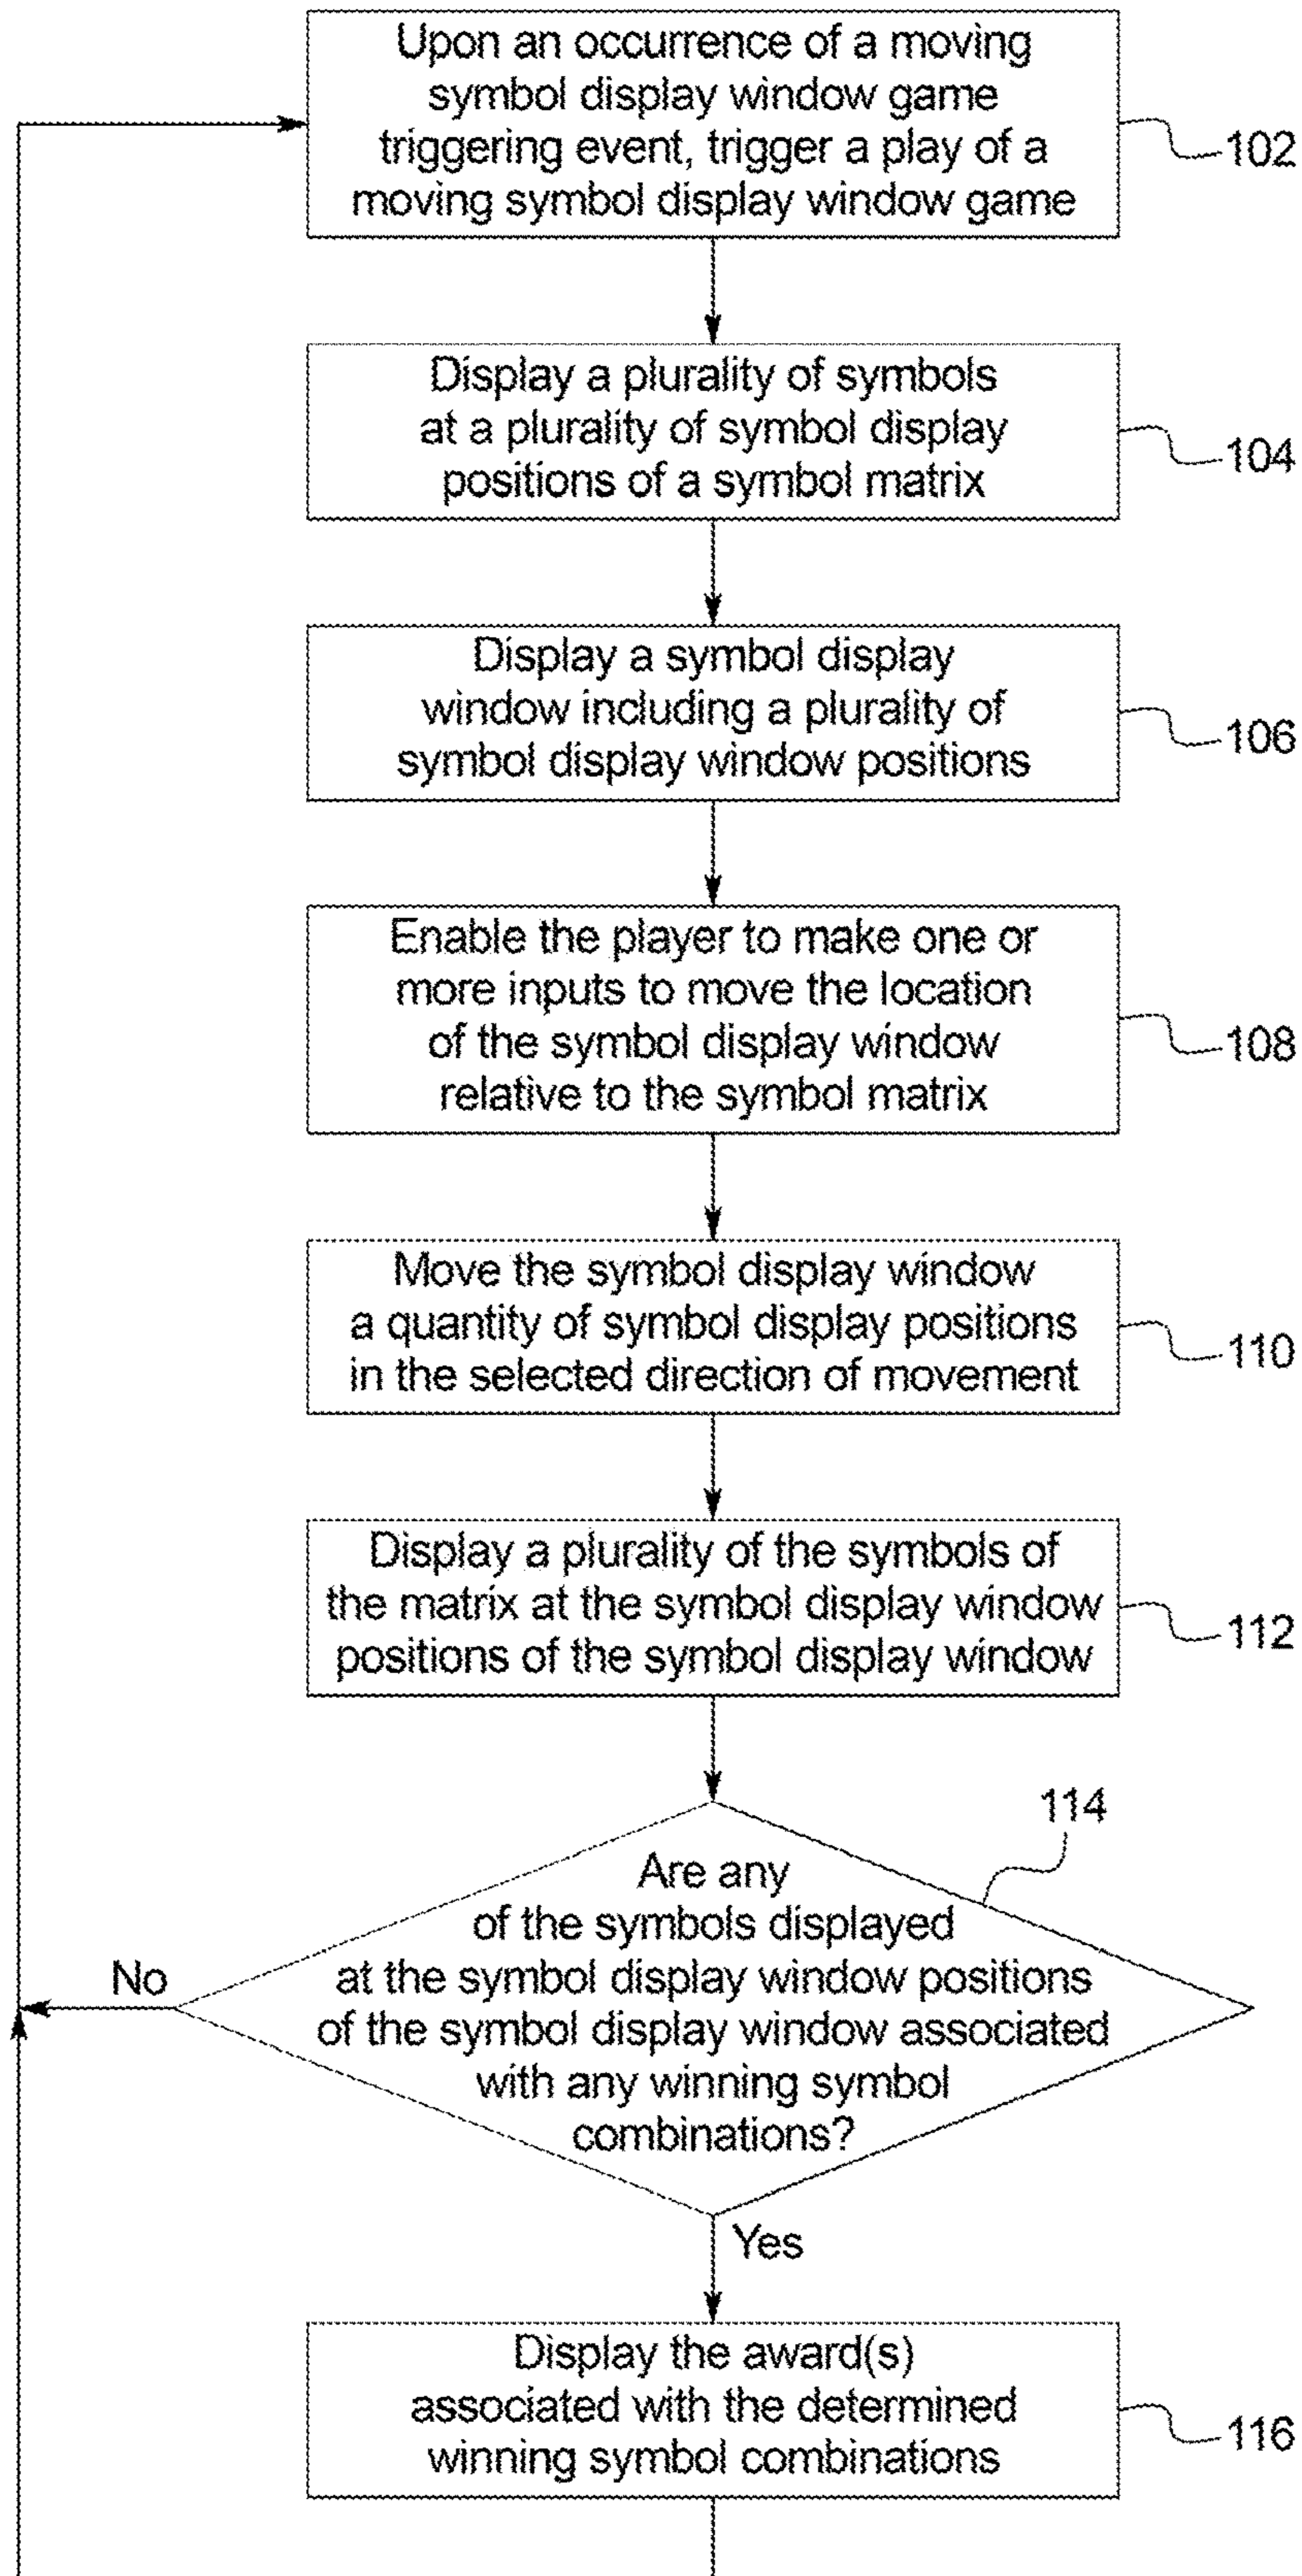 Upon an occurrence of a moving
symbol display window game
triggering event, trigger a play of a
moving symbol display window game
102
Display a plurality of symbols
at a plurality of symbol display
positions of a symbol matrix
104
Display a symbol display
window including a plurality of
symbol display window positions
106
Enable the player to make one or
more inputs to move the location
of the symbol display window
relative to the symbol matrix
108
Move the symbol display window
a quantity of symbol display positions
in the selected direction of movement
110
Display a plurality of the symbols of
the matrix at the symbol display window
positions of the symbol display window
112
114
Are any
of the symbols displayed
at the symbol display window positions
of the symbol display window associated
with any winning symbol
combinations?
No
Yes
Display the award(s)
associated with the determined
winning symbol combinations
116